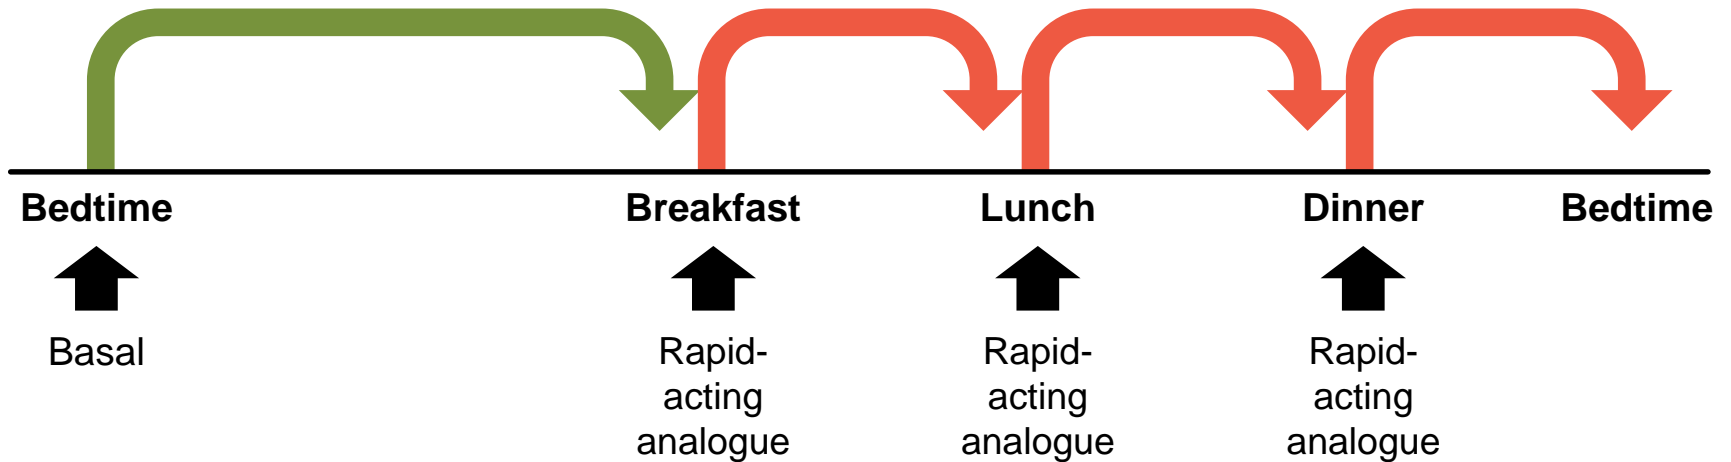 Bedtime Breakfast Lunch Dinner Bedtime
Basal Rapid- Rapid- Rapid-
acting acting acting
analogue analogue analogue